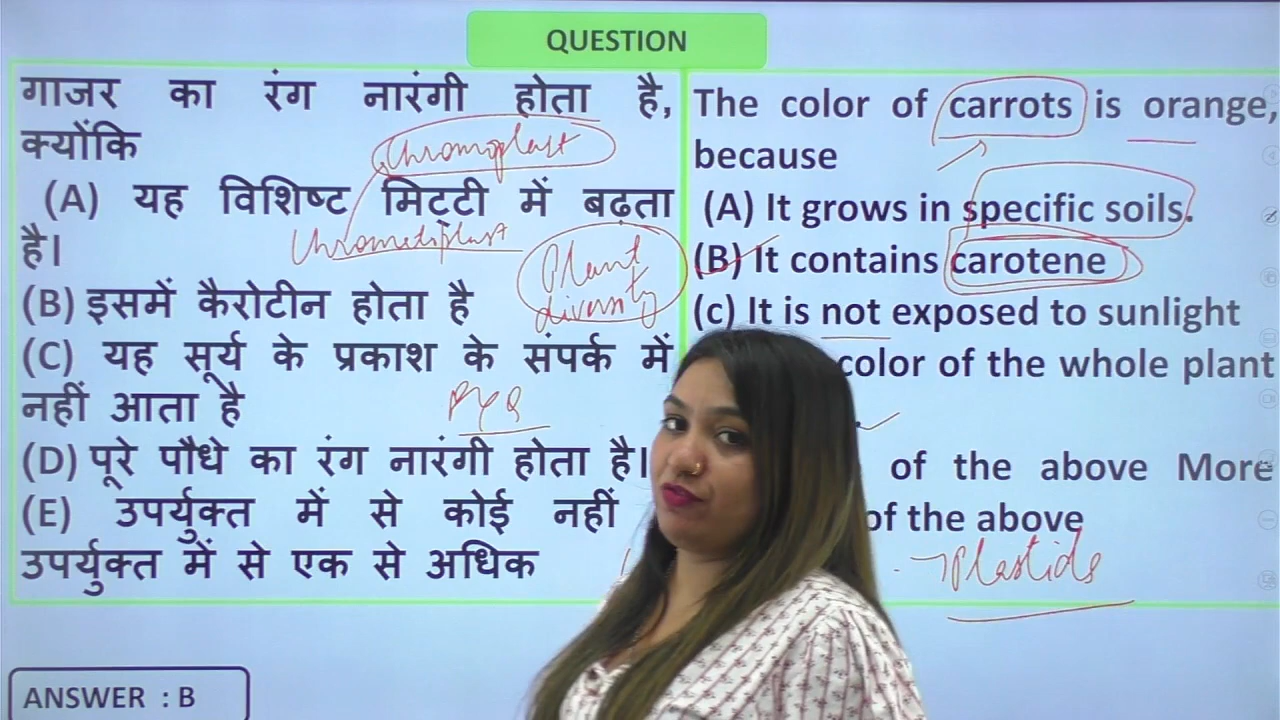 QUESTION
गाजर का रंग नारंगी होता है,
क्योंकि
(A) यह विशिष्ट मिट्टी में बढ़ता
है।
(B) इसमें कैरोटीन होता है
(C) यह सूर्य के प्रकाश के संपर्क में
नहीं आता है
(D) पूरे पौधे का रंग नारंगी होता है।
(E) उपर्युक्त में से कोई नहीं
उपर्युक्त में से एक से अधिक
Chromoplast
Plant
diversity
PYQ
The color of carrots is orange,
because
(A) It grows in specific soils.
(B) It contains carotene
(c) It is not exposed to sunlight
color of the whole plant
of the above More
of the above
→Plastids
ANSWER : B